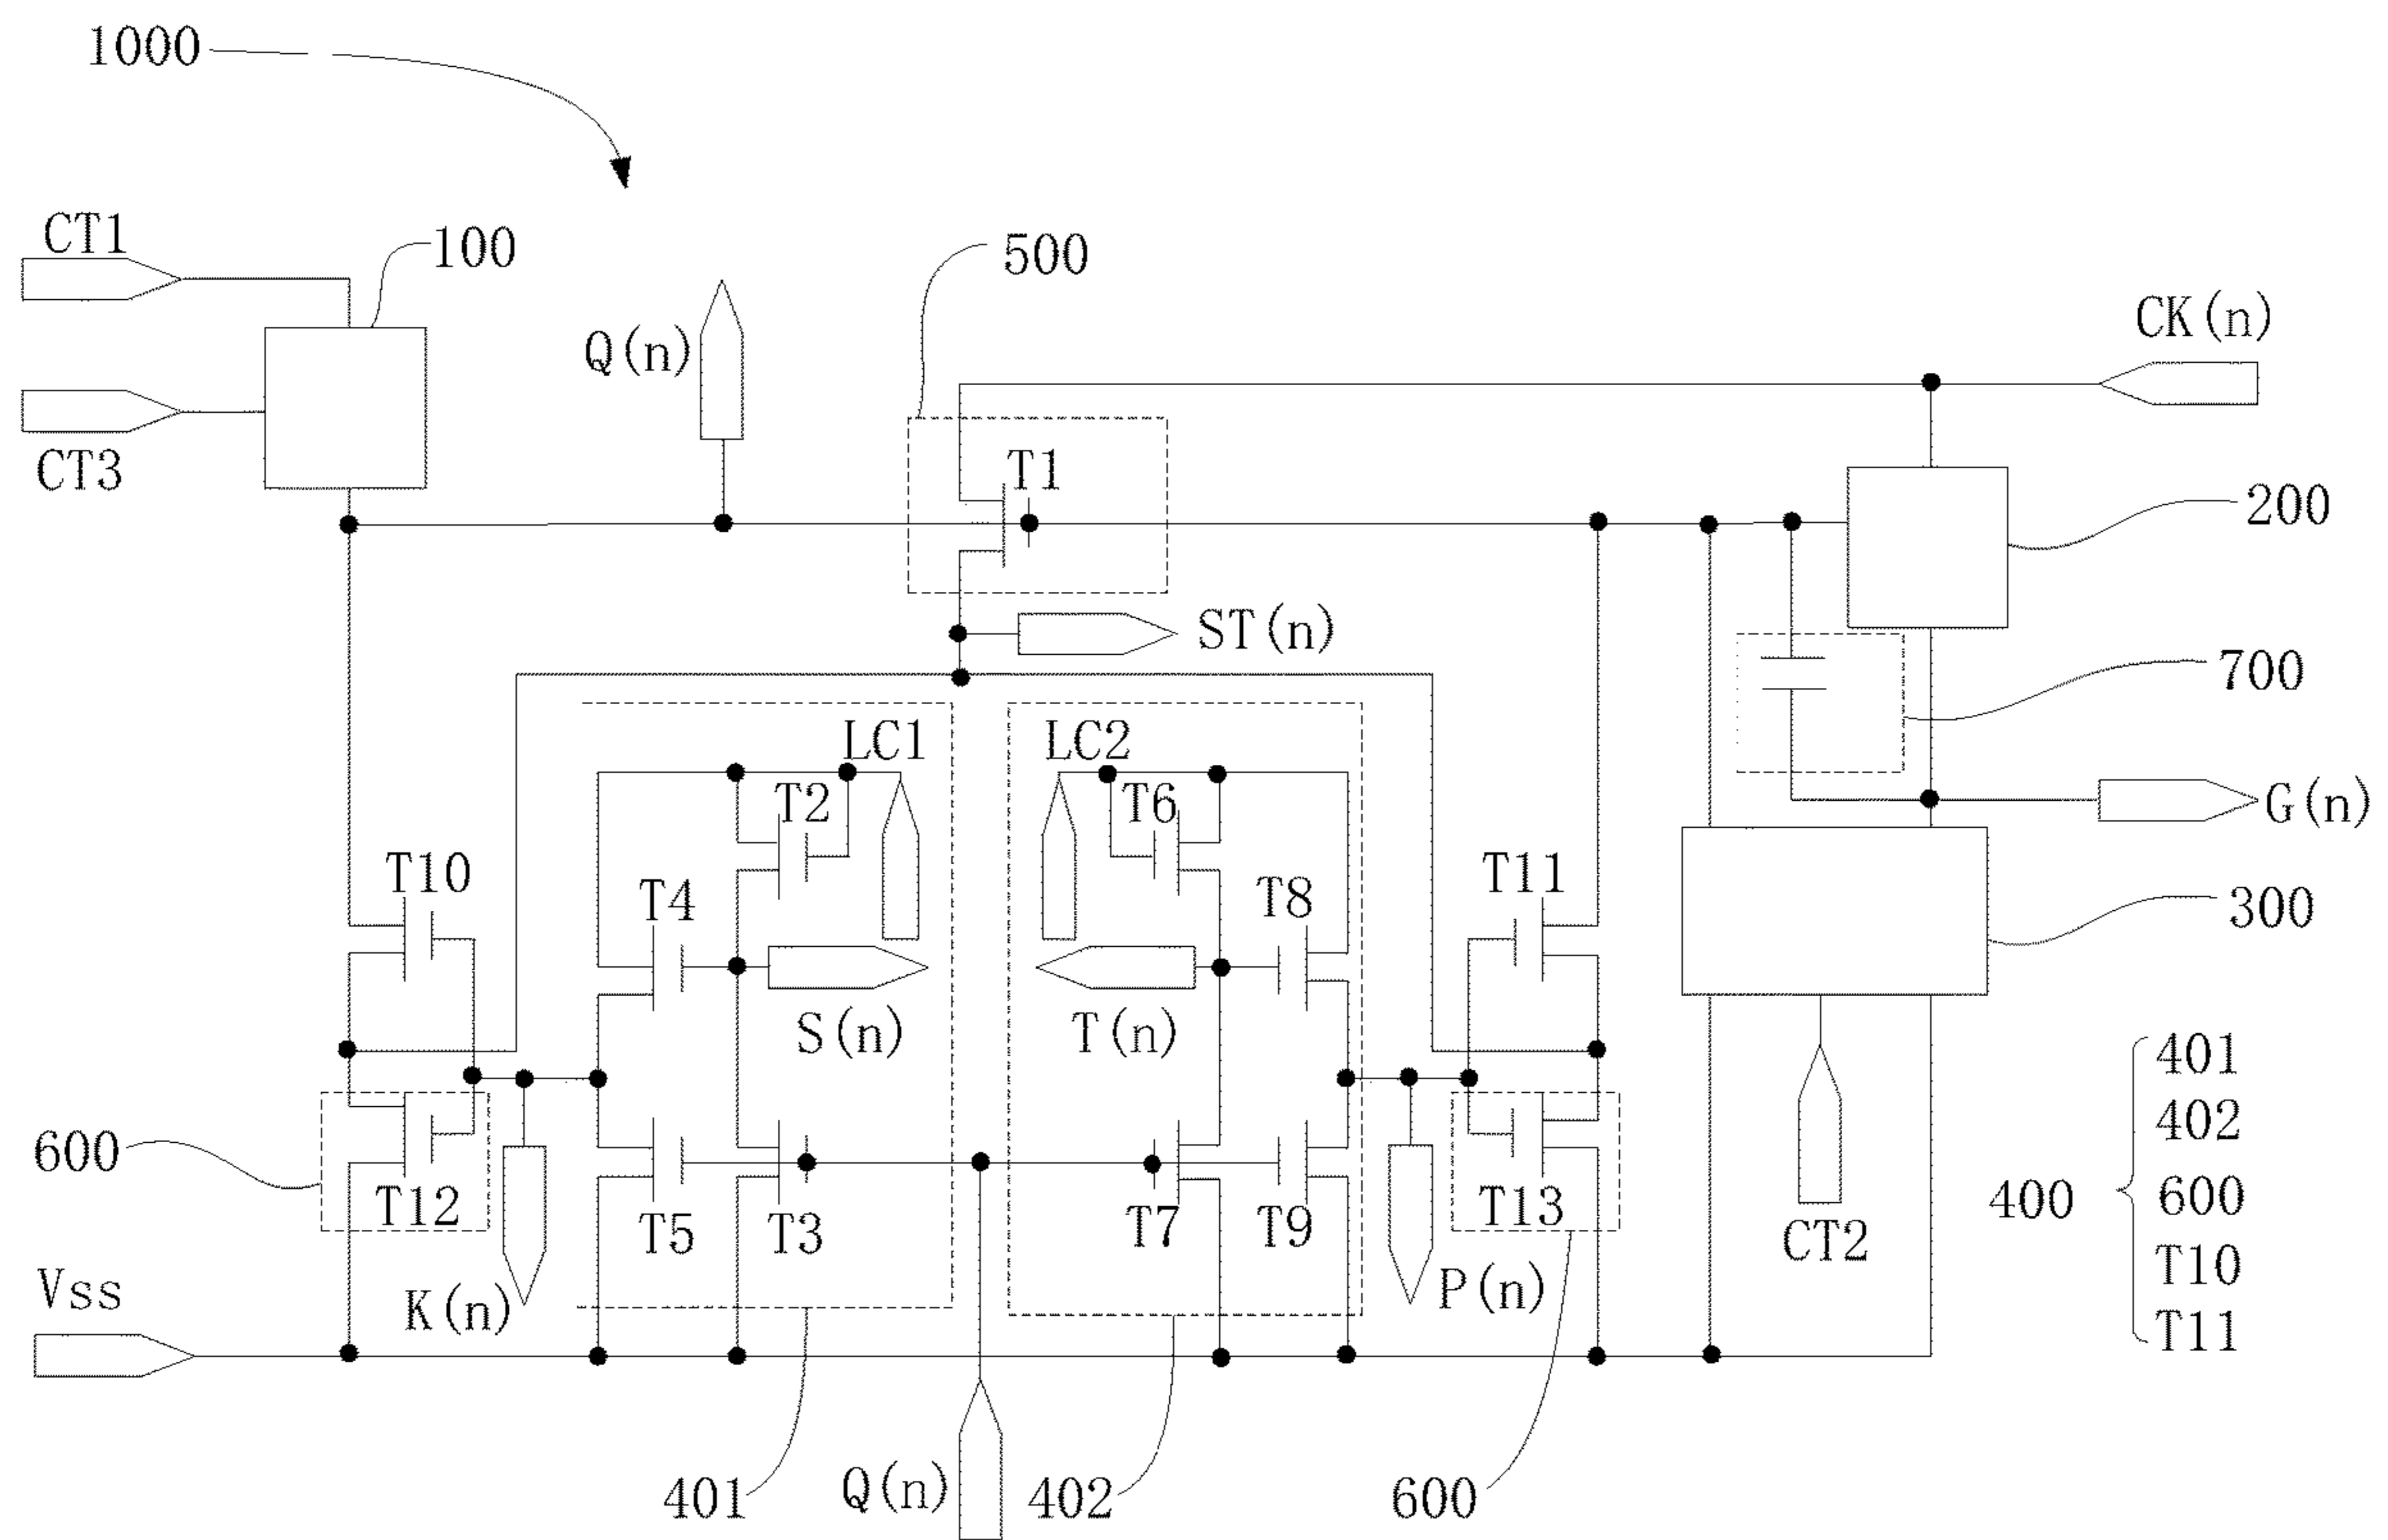 1000
CT1
100
500
Q(n)
CK(n)
CT3
T1
200
ST(n)
700
LC1
LC2
T2
T6
G(n)
T10
T4
T8
T11
300
S(n)
T(n)
401
402
600
T10
T11
400
600
T12
T5
T3
T7
T9
T13
CT2
Vss
K(n)
P(n)
401
Q(n)
402
600